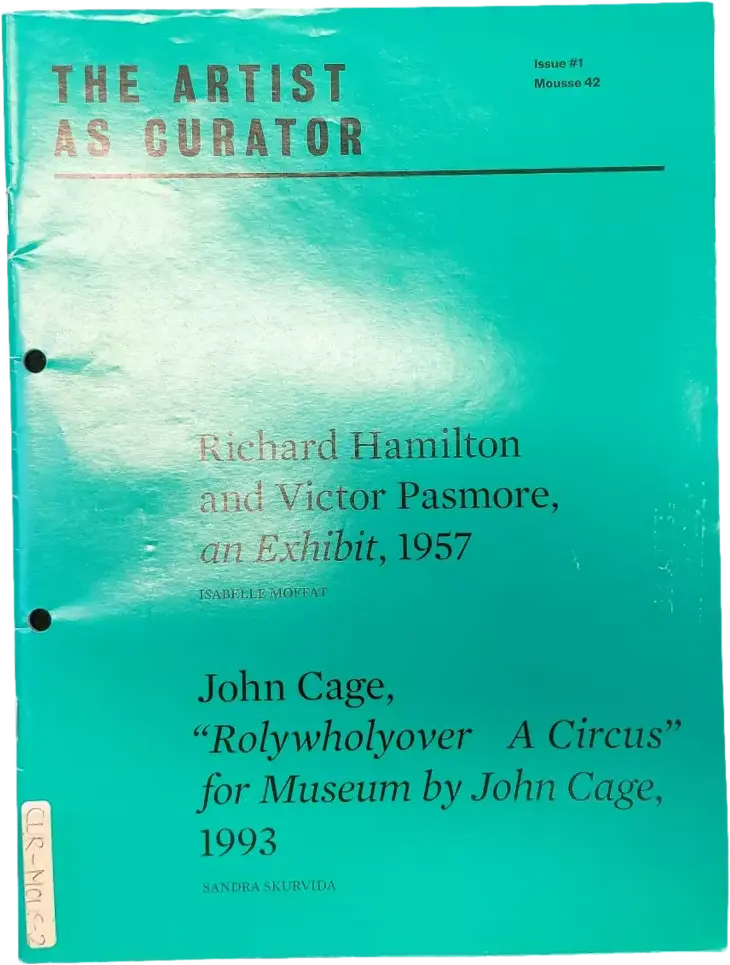 THE ARTIST
AS CURATOR
Issue #1
Mousse 42
Richard Hamilton
and Victor Pasmore,
an Exhibit, 1957
ISABELLE MOFFAT
John Cage,
“Rolywholyover A Circus”
for Museum by John Cage,
1993
SANDRA SKURVIDA